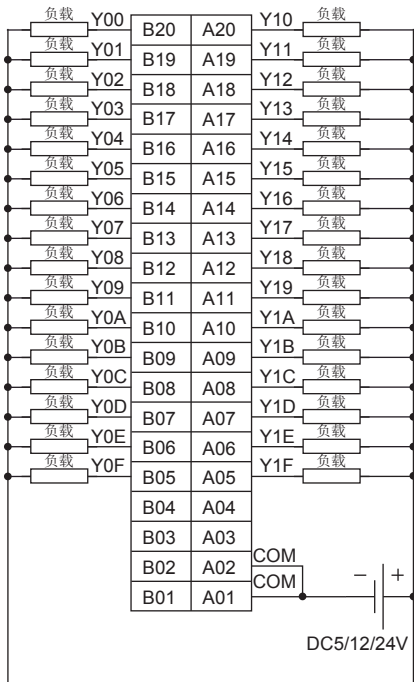 负载 Y00 B20 A20 Y10 负载
负载 Y01 B19 A19 Y11 负载
负载 Y02 B18 A18 Y12 负载
负载 Y03 B17 A17 Y13 负载
负载 Y04 B16 A16 Y14 负载
负载 Y05 B15 A15 Y15 负载
负载 Y06 B14 A14 Y16 负载
负载 Y07 B13 A13 Y17 负载
负载 Y08 B12 A12 Y18 负载
负载 Y09 B11 A11 Y19 负载
负载 Y0A B10 A10 Y1A 负载
负载 Y0B B09 A09 Y1B 负载
负载 Y0C B08 A08 Y1C 负载
负载 Y0D B07 A07 Y1D 负载
负载 Y0E B06 A06 Y1E 负载
负载 Y0F B05 A05 Y1F 负载
B04 A04
B03 A03
B02 A02 COM
B01 A01 COM − +
DC5/12/24V